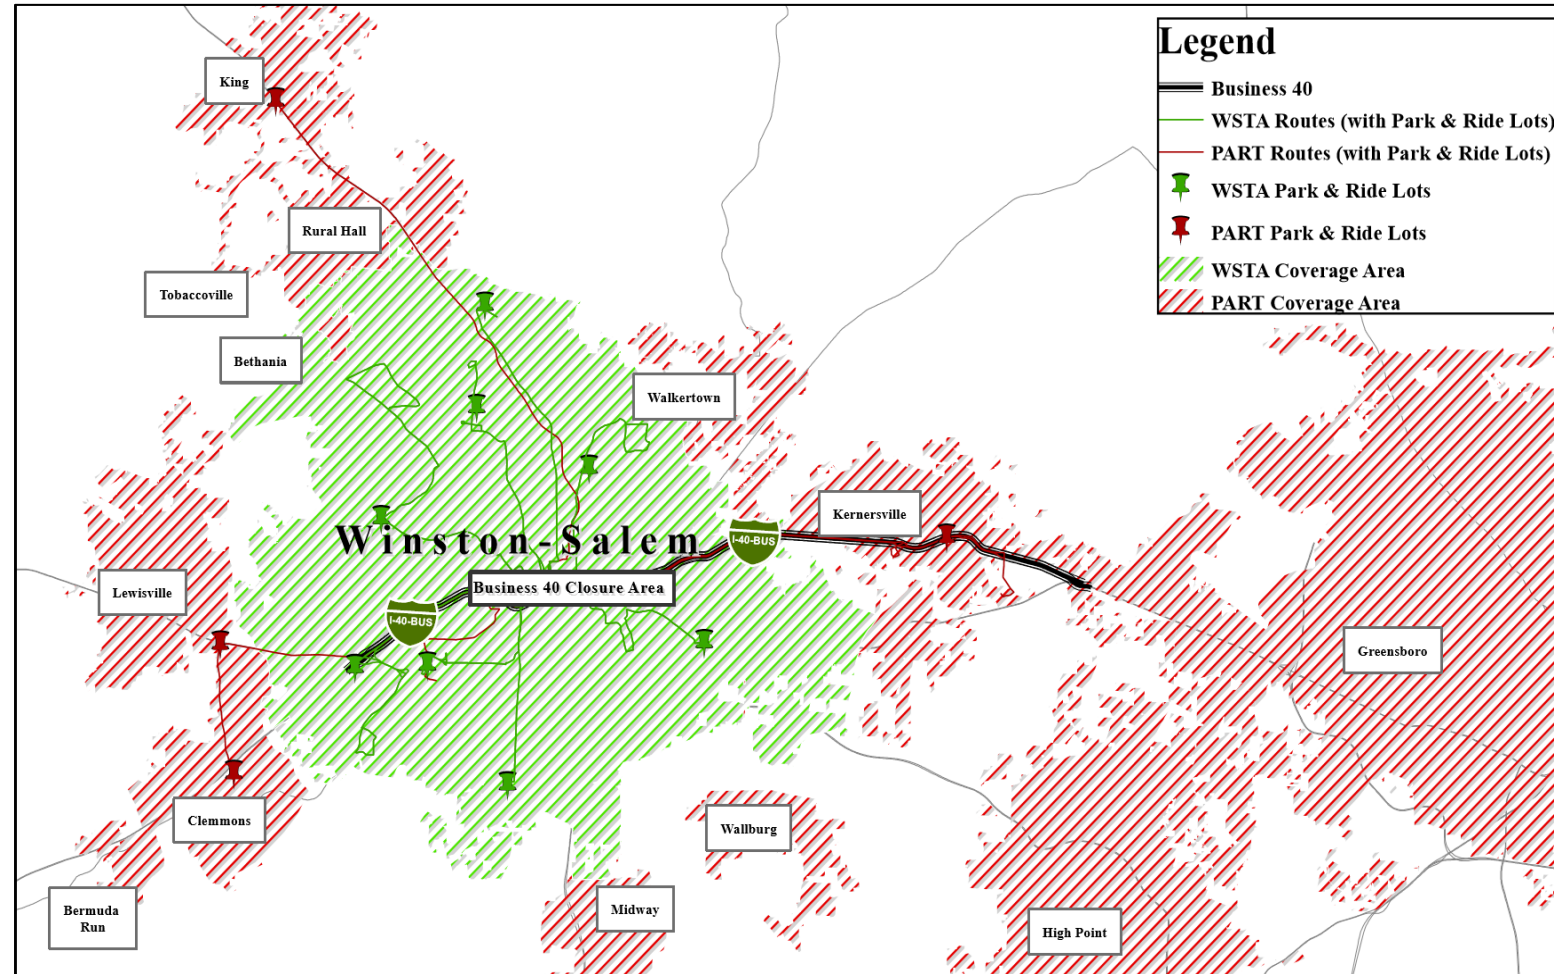 Legend
Business 40
WSTA Routes (with Park & Ride Lots)
PART Routes (with Park & Ride Lots)
WSTA Park & Ride Lots
PART Park & Ride Lots
WSTA Coverage Area
PART Coverage Area
King
Rural Hall
Tobaccoville
Bethania
Walkertown
Kernersville
Winston-Salem
I-40-BUS
Business 40 Closure Area
Lewisville
I-40-BUS
Greensboro
Clemmons
Wallburg
Bermuda
Run
Midway
High Point